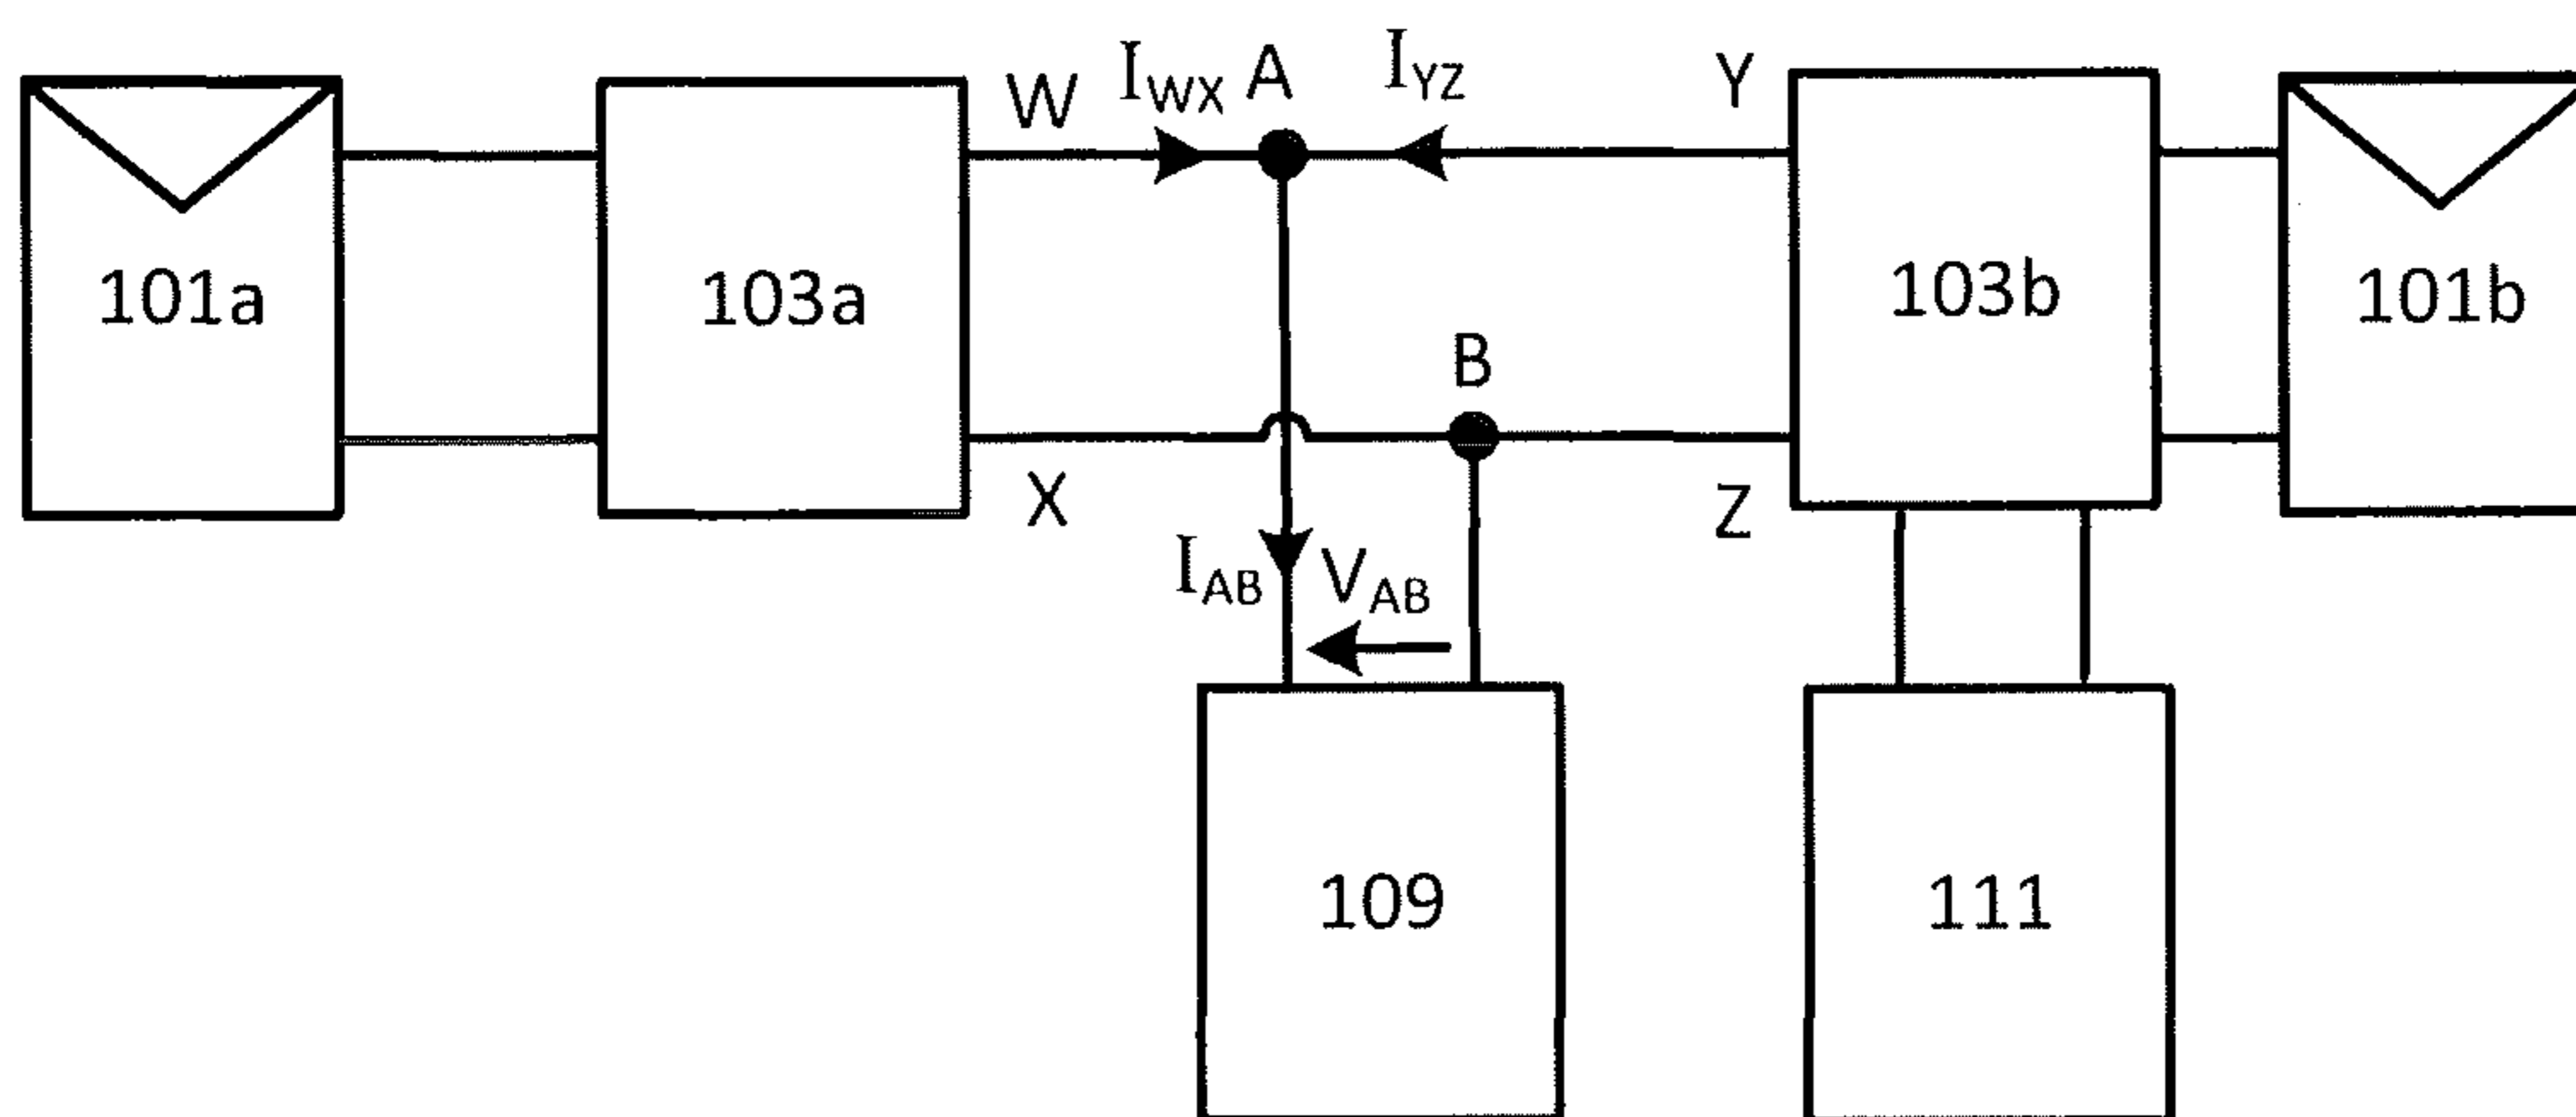 W I_WX A I_YZ Y
101a 103a 103b 101b
B
X Z
I_AB V_AB
109 111